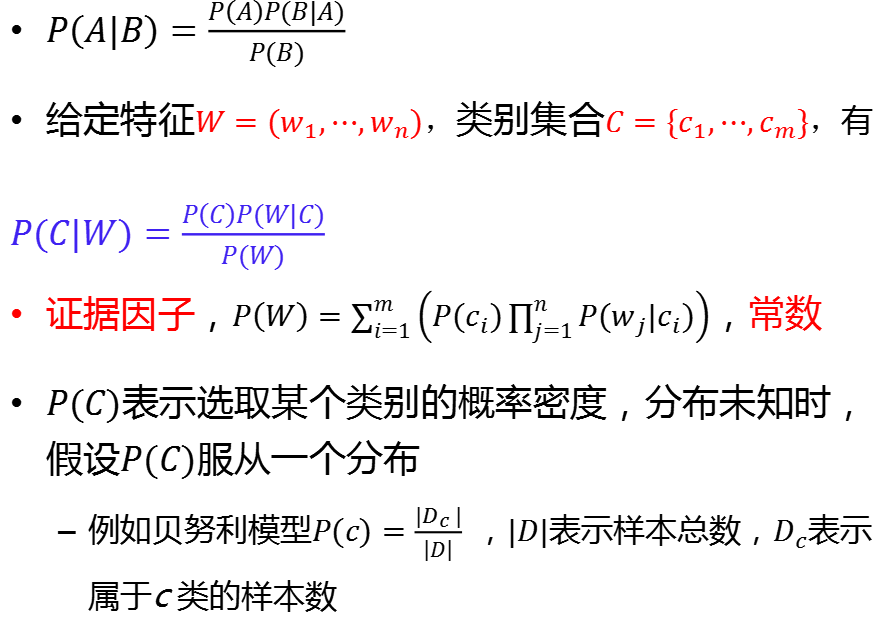 • P(A|B) = P(A)P(B|A) / P(B)
• 给定特征W = (w₁,⋯,wₙ)，类别集合C = {c₁,⋯,cₘ}，有
P(C|W) = P(C)P(W|C) / P(W)
• 证据因子，P(W) = ∑ᵢ₌₁ᵐ (P(cᵢ) ∏ⱼ₌₁ⁿ P(wⱼ|cᵢ))，常数
• P(C)表示选取某个类别的概率密度，分布未知时，
假设P(C)服从一个分布
– 例如贝努利模型P(c) = |D_c| / |D| ，|D|表示样本总数，D_c表示
属于c 类的样本数